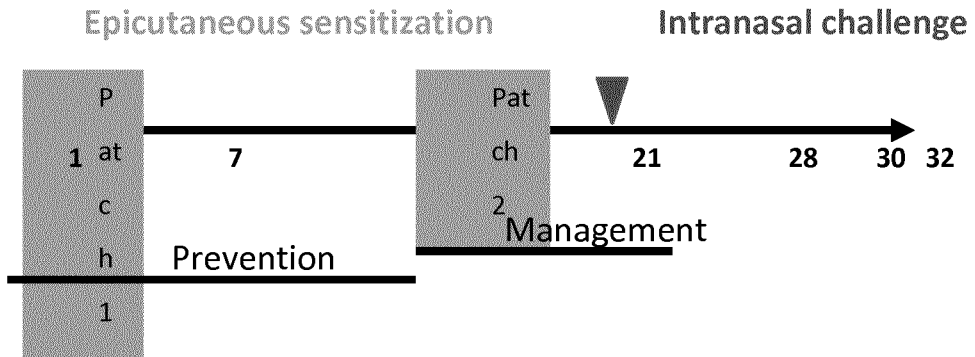 Epicutaneous sensitization
Intranasal challenge
P
at
c
h
1
Pat
ch
2
1
7
21
28
30
32
Prevention
Management